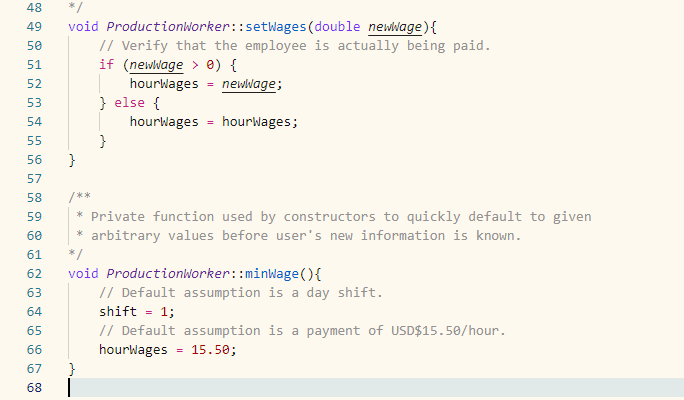 48 */
49 void ProductionWorker::setWages(double newWage){
50     // Verify that the employee is actually being paid.
51     if (newWage > 0) {
52         hourWages = newWage;
53     } else {
54         hourWages = hourWages;
55     }
56 }
57
58 /**
59  * Private function used by constructors to quickly default to given
60  * arbitrary values before user's new information is known.
61 */
62 void ProductionWorker::minWage(){
63     // Default assumption is a day shift.
64     shift = 1;
65     // Default assumption is a payment of USD$15.50/hour.
66     hourWages = 15.50;
67 }
68